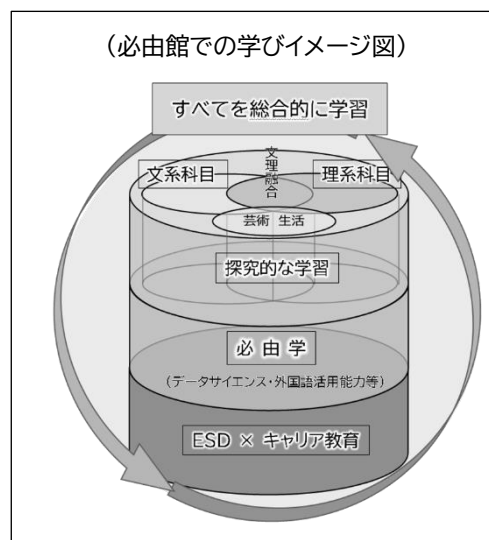 (必由館での学びイメージ図)
すべてを総合的に学習
文理融合
文系科目
理系科目
芸術 生活
探究的な学習
必由学
(データサイエンス・外国語活用能力等)
ESD × キャリア教育